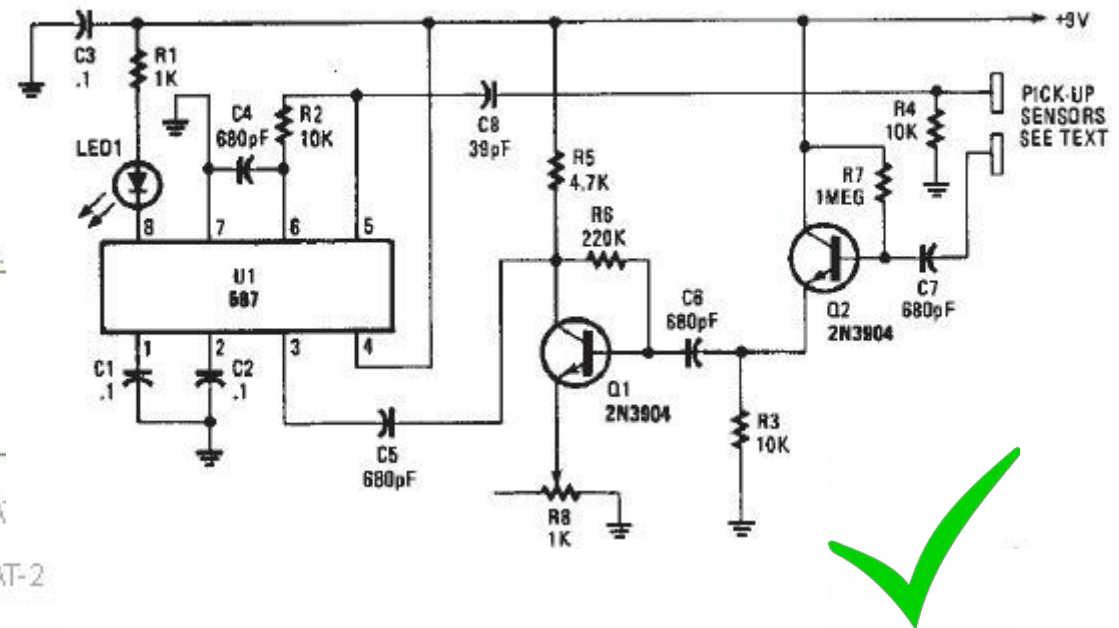 +9V
C3
.1
R1
1K
C4
680pF
R2
10K
C8
39pF
R4
10K
PICK-UP
SENSORS
SEE TEXT
LED1
R5
4.7K
R7
1MEG
8
7
6
5
R6
220K
U1
567
C6
680pF
C7
680pF
Q2
2N3904
1
2
3
4
C1
.1
C2
.1
Q1
2N3904
R3
10K
C5
680pF
R8
1K
AT-2